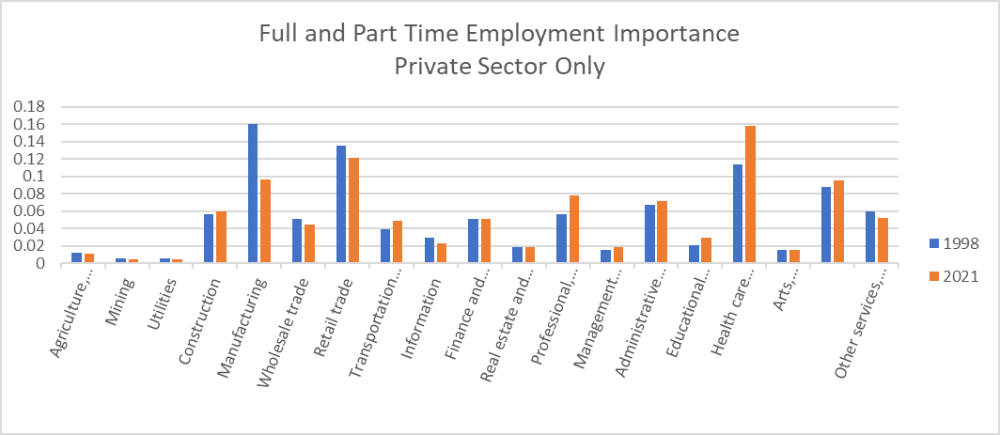 Full and Part Time Employment Importance
Private Sector Only
0.18
0.16
0.14
0.12
0.1
0.08
0.06
0.04
0.02
0
Agriculture,...
Mining
Utilities
Construction
Manufacturing
Wholesale trade
Retail trade
Transportation...
Information
Finance and...
Real estate and...
Professional,...
Management...
Administrative...
Educational...
Health care...
Arts,...
Other services,...
1998
2021